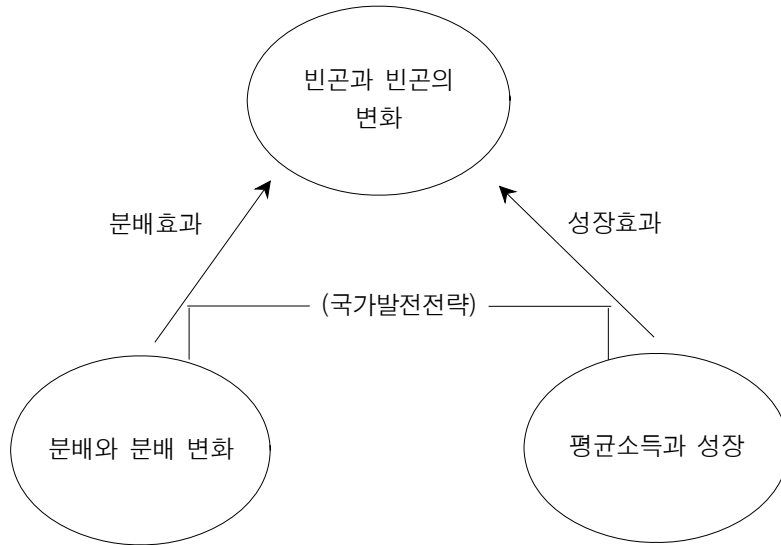 빈곤과 빈곤의
변화
분배효과
성장효과
(국가발전전략)
분배와 분배 변화
평균소득과 성장